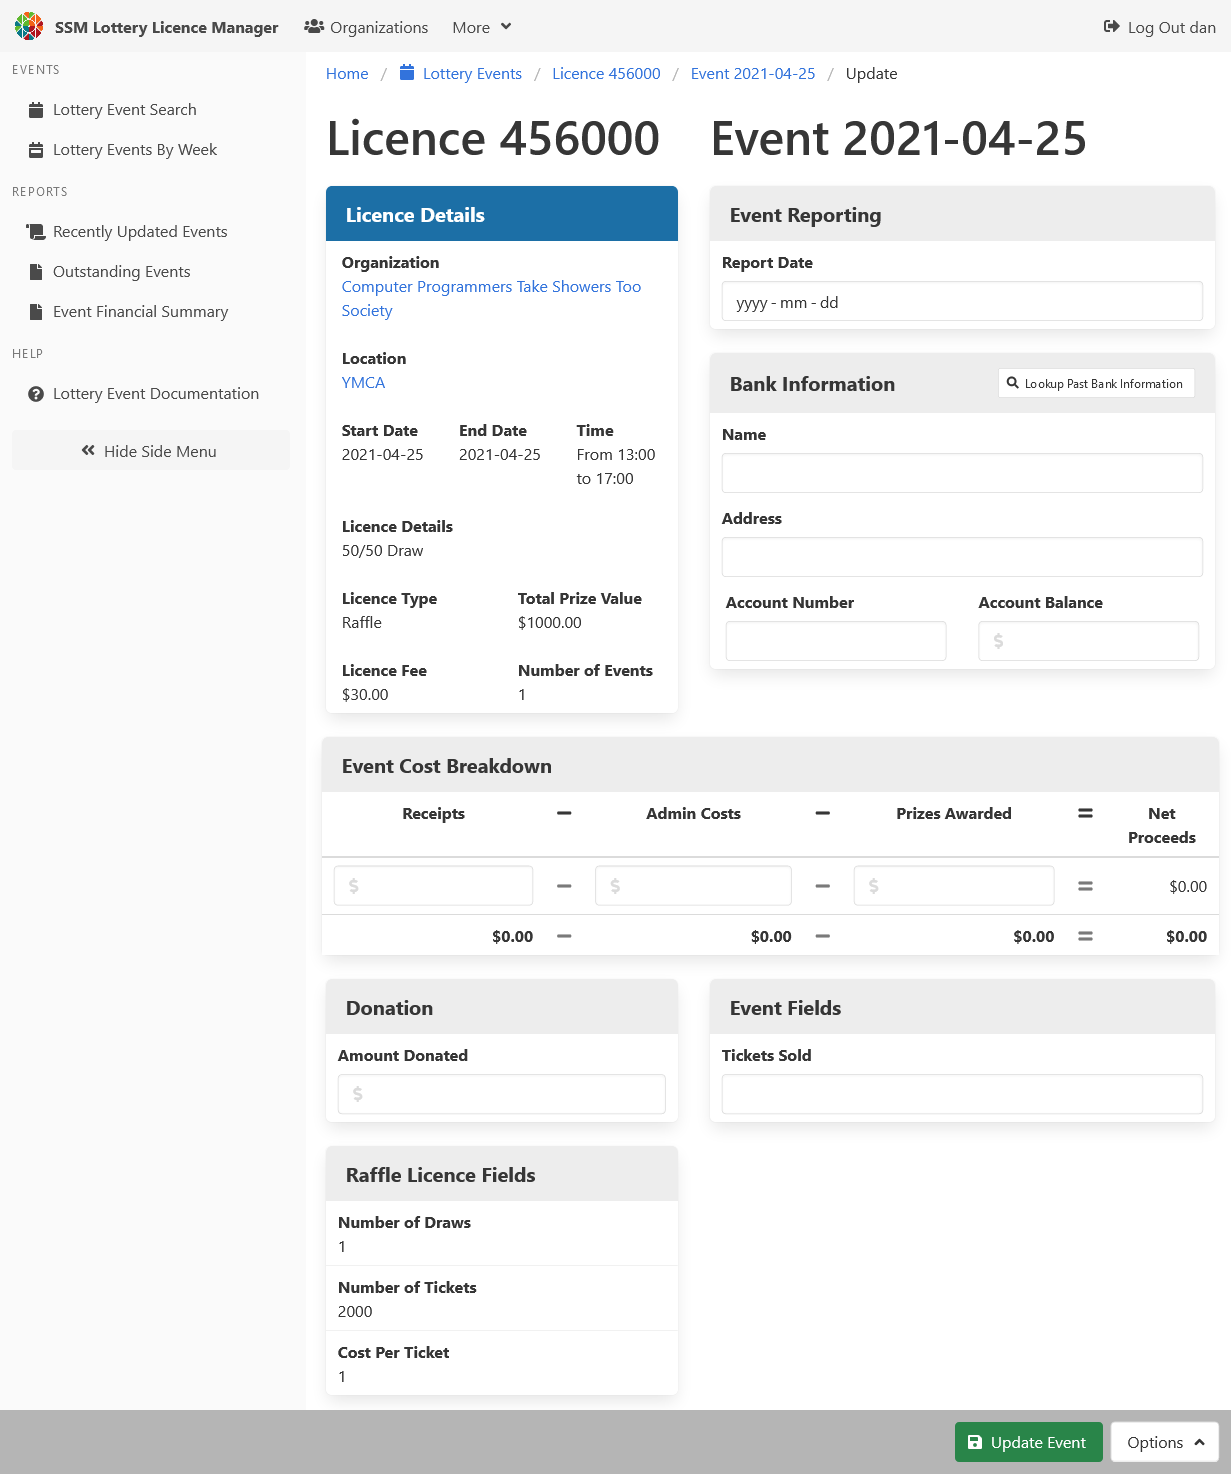 SSM Lottery Licence Manager
Organizations
More
Log Out dan
EVENTS
Lottery Event Search
Lottery Events By Week
REPORTS
Recently Updated Events
Outstanding Events
Event Financial Summary
HELP
Lottery Event Documentation
Hide Side Menu
Home / Lottery Events / Licence 456000 / Event 2021-04-25 / Update
Licence 456000
Licence Details
Organization
Computer Programmers Take Showers Too
Society
Location
YMCA
Start Date End Date Time
2021-04-25 2021-04-25 From 13:00
to 17:00
Licence Details
50/50 Draw
Licence Type Total Prize Value
Raffle $1000.00
Licence Fee Number of Events
$30.00 1
Event 2021-04-25
Event Reporting
Report Date
yyyy - mm - dd
Bank Information
Lookup Past Bank Information
Name
Address
Account Number Account Balance
$
Event Cost Breakdown
Receipts − Admin Costs − Prizes Awarded = Net
Proceeds
$ − $ − $ = $0.00
$0.00 − $0.00 − $0.00 = $0.00
Donation
Amount Donated
$
Event Fields
Tickets Sold
Raffle Licence Fields
Number of Draws
1
Number of Tickets
2000
Cost Per Ticket
1
Update Event
Options